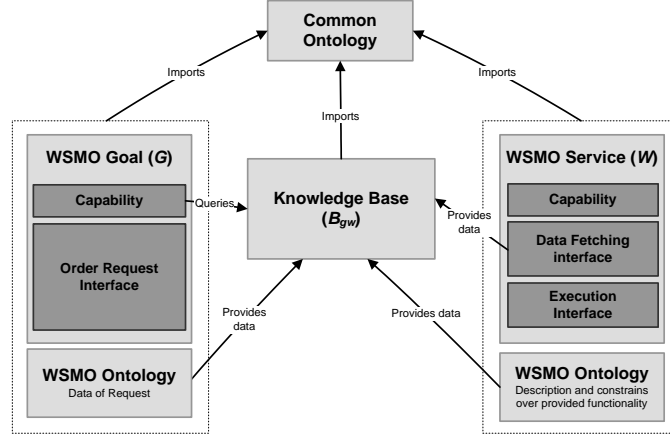 Common
Ontology
Imports
Imports
Imports
WSMO Goal (G)
Capability
Order Request
Interface
WSMO Ontology
Data of Request
Queries
Knowledge Base
(Bgw)
Provides
data
Provides
data
Provides data
WSMO Service (W)
Capability
Data Fetching
interface
Execution
Interface
WSMO Ontology
Description and constrains
over provided functionality